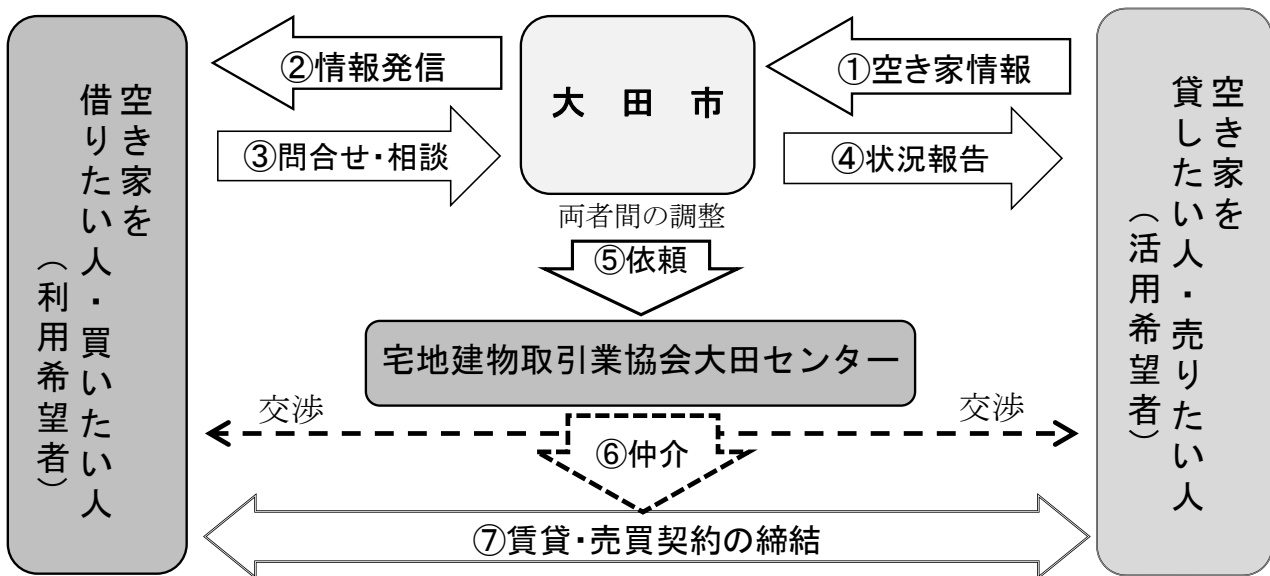 空き家を
借りたい人・買いたい人
（利用希望者）
②情報発信
③問合せ・相談
大　田　市
①空き家情報
④状況報告
両者間の調整
⑤依頼
宅地建物取引業協会大田センター
交渉
交渉
⑥仲介
⑦賃貸・売買契約の締結
空き家を
貸したい人・売りたい人
（活用希望者）